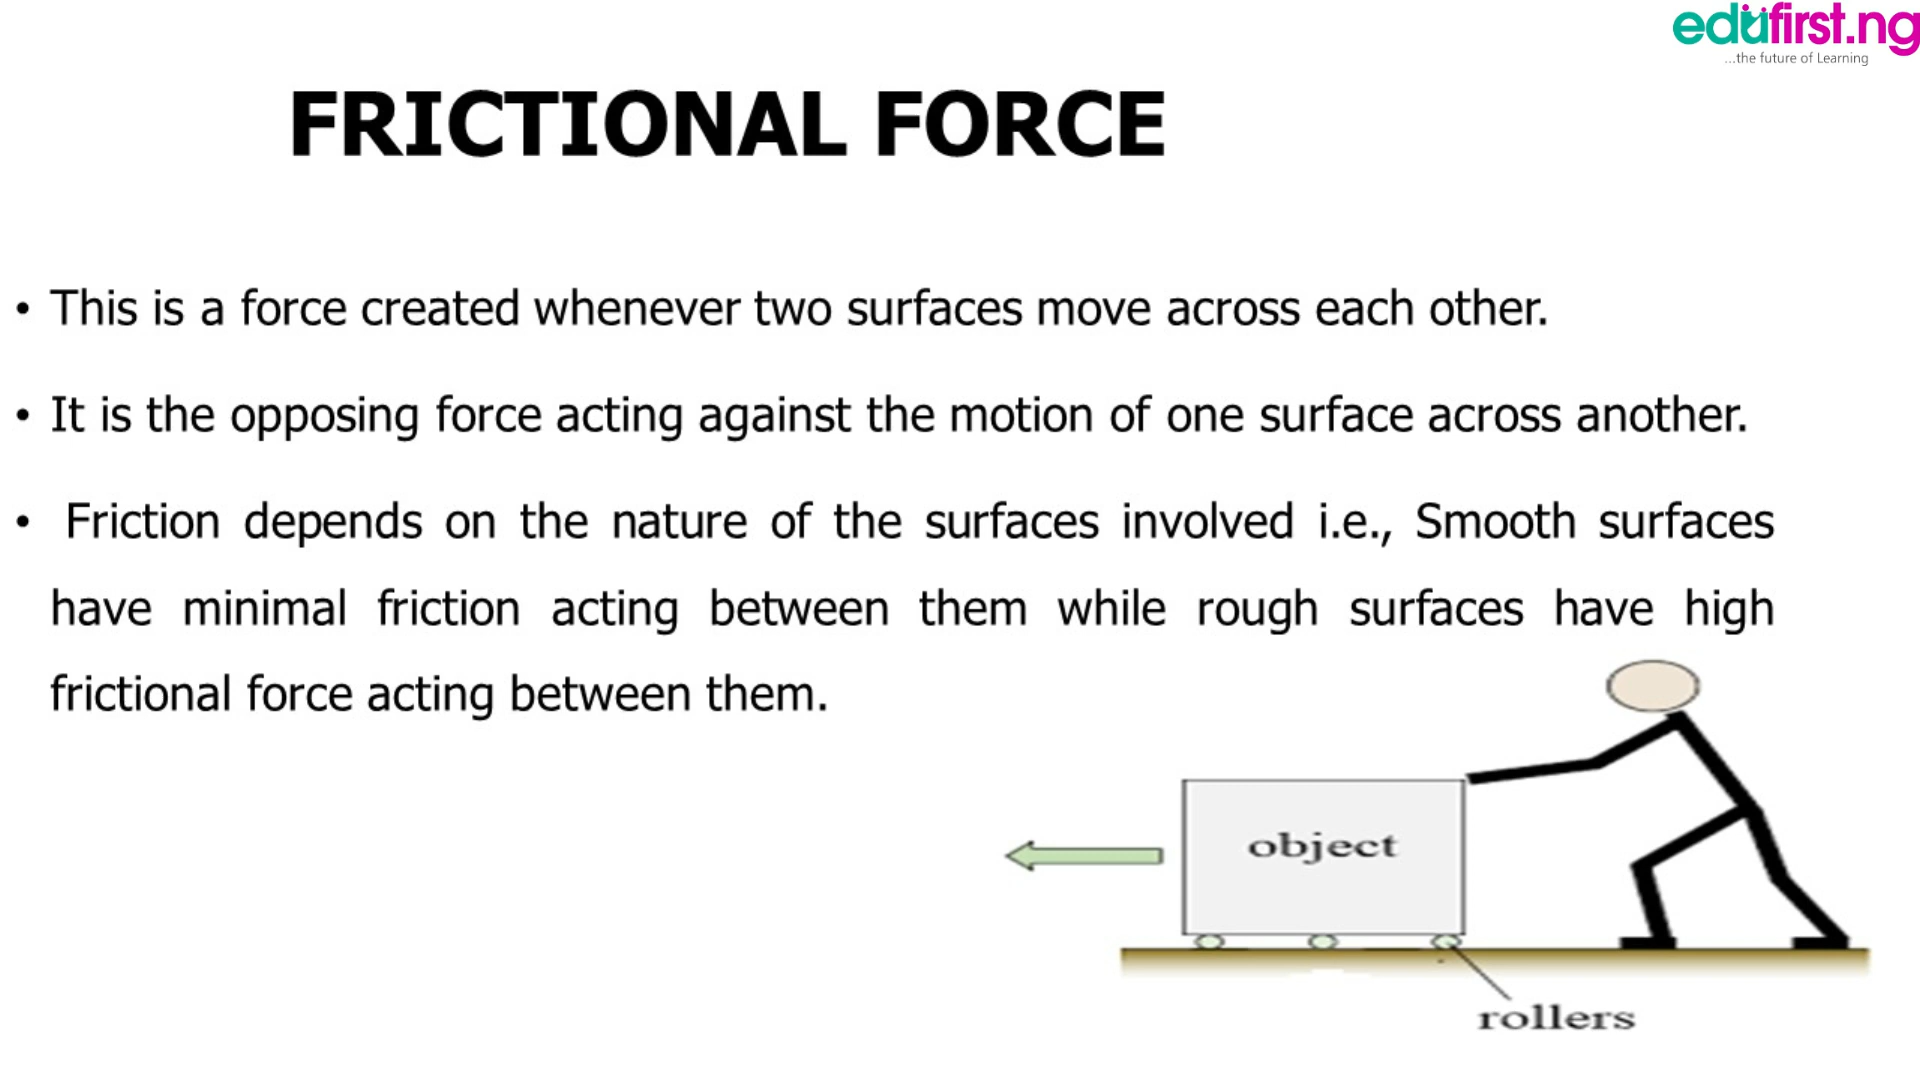 edufirst.ng
...the future of Learning
FRICTIONAL FORCE
• This is a force created whenever two surfaces move across each other.
• It is the opposing force acting against the motion of one surface across another.
• Friction depends on the nature of the surfaces involved i.e., Smooth surfaces
have minimal friction acting between them while rough surfaces have high
frictional force acting between them.
object
rollers